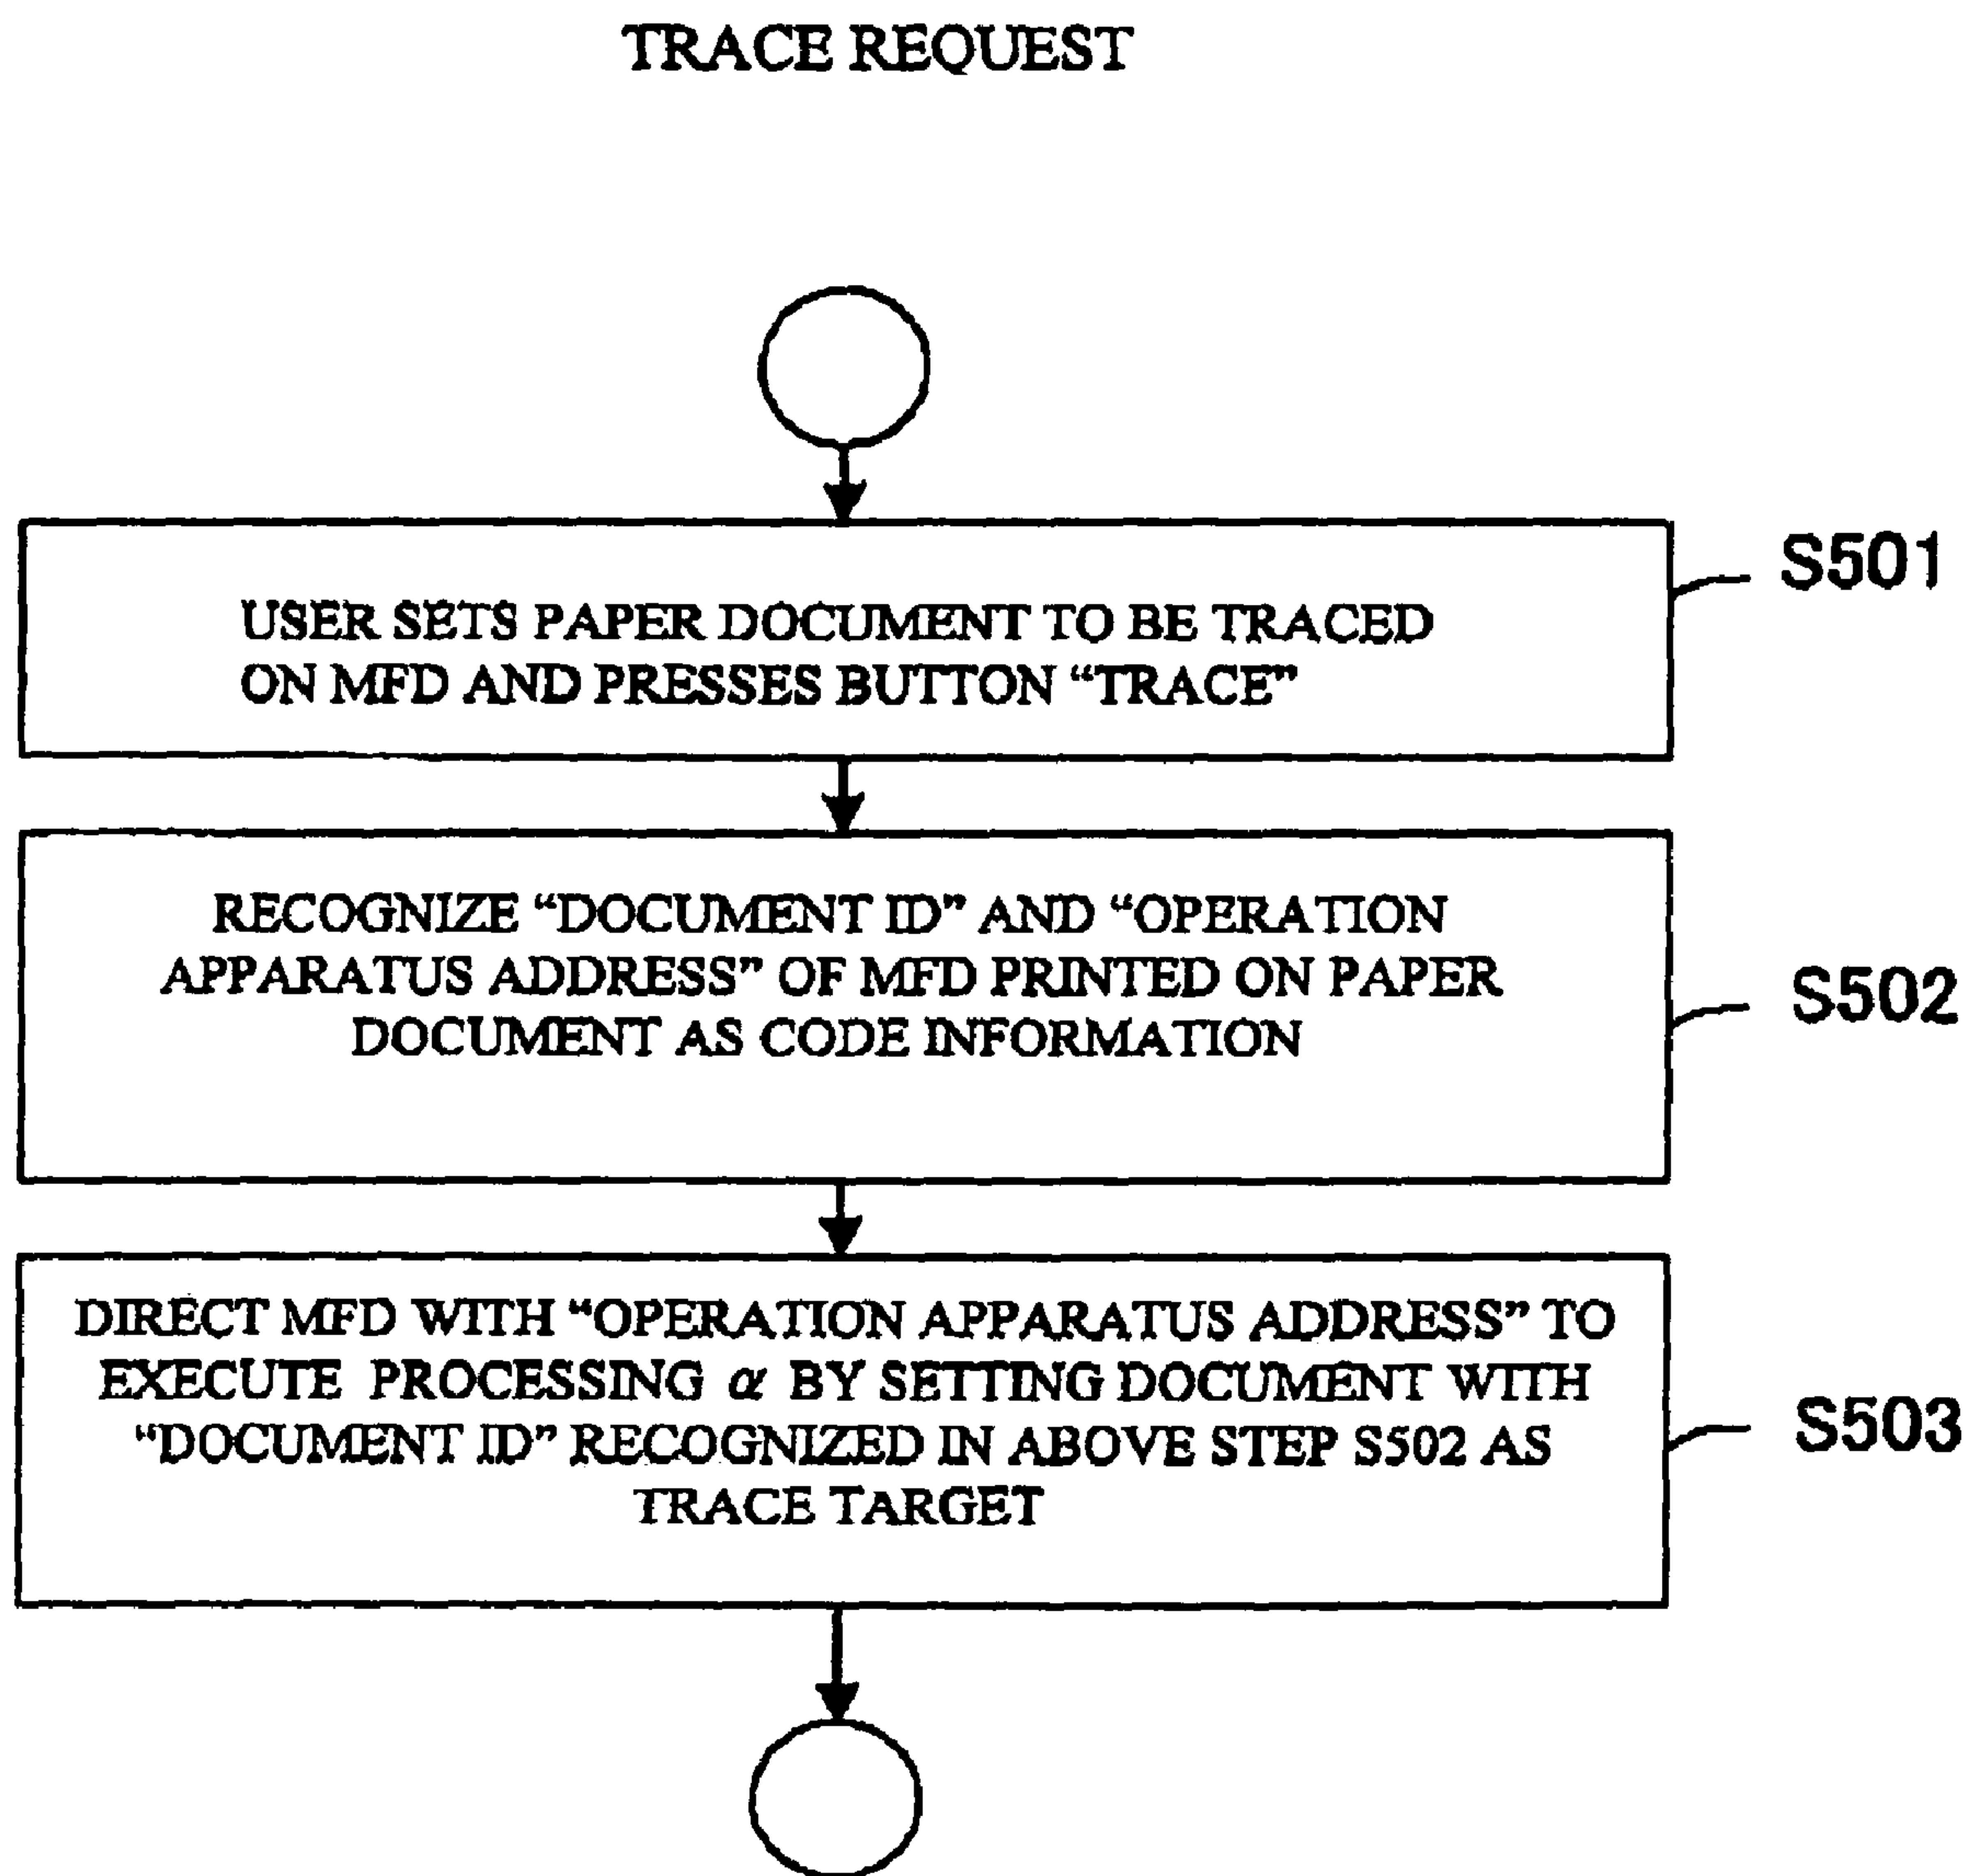 TRACE REQUEST
S501
USER SETS PAPER DOCUMENT TO BE TRACED
ON MFD AND PRESSES BUTTON “TRACE”
RECOGNIZE “DOCUMENT ID” AND “OPERATION
APPARATUS ADDRESS” OF MFD PRINTED ON PAPER
DOCUMENT AS CODE INFORMATION
S502
DIRECT MFD WITH “OPERATION APPARATUS ADDRESS” TO
EXECUTE PROCESSING α BY SETTING DOCUMENT WITH
“DOCUMENT ID” RECOGNIZED IN ABOVE STEP S502 AS
TRACE TARGET
S503